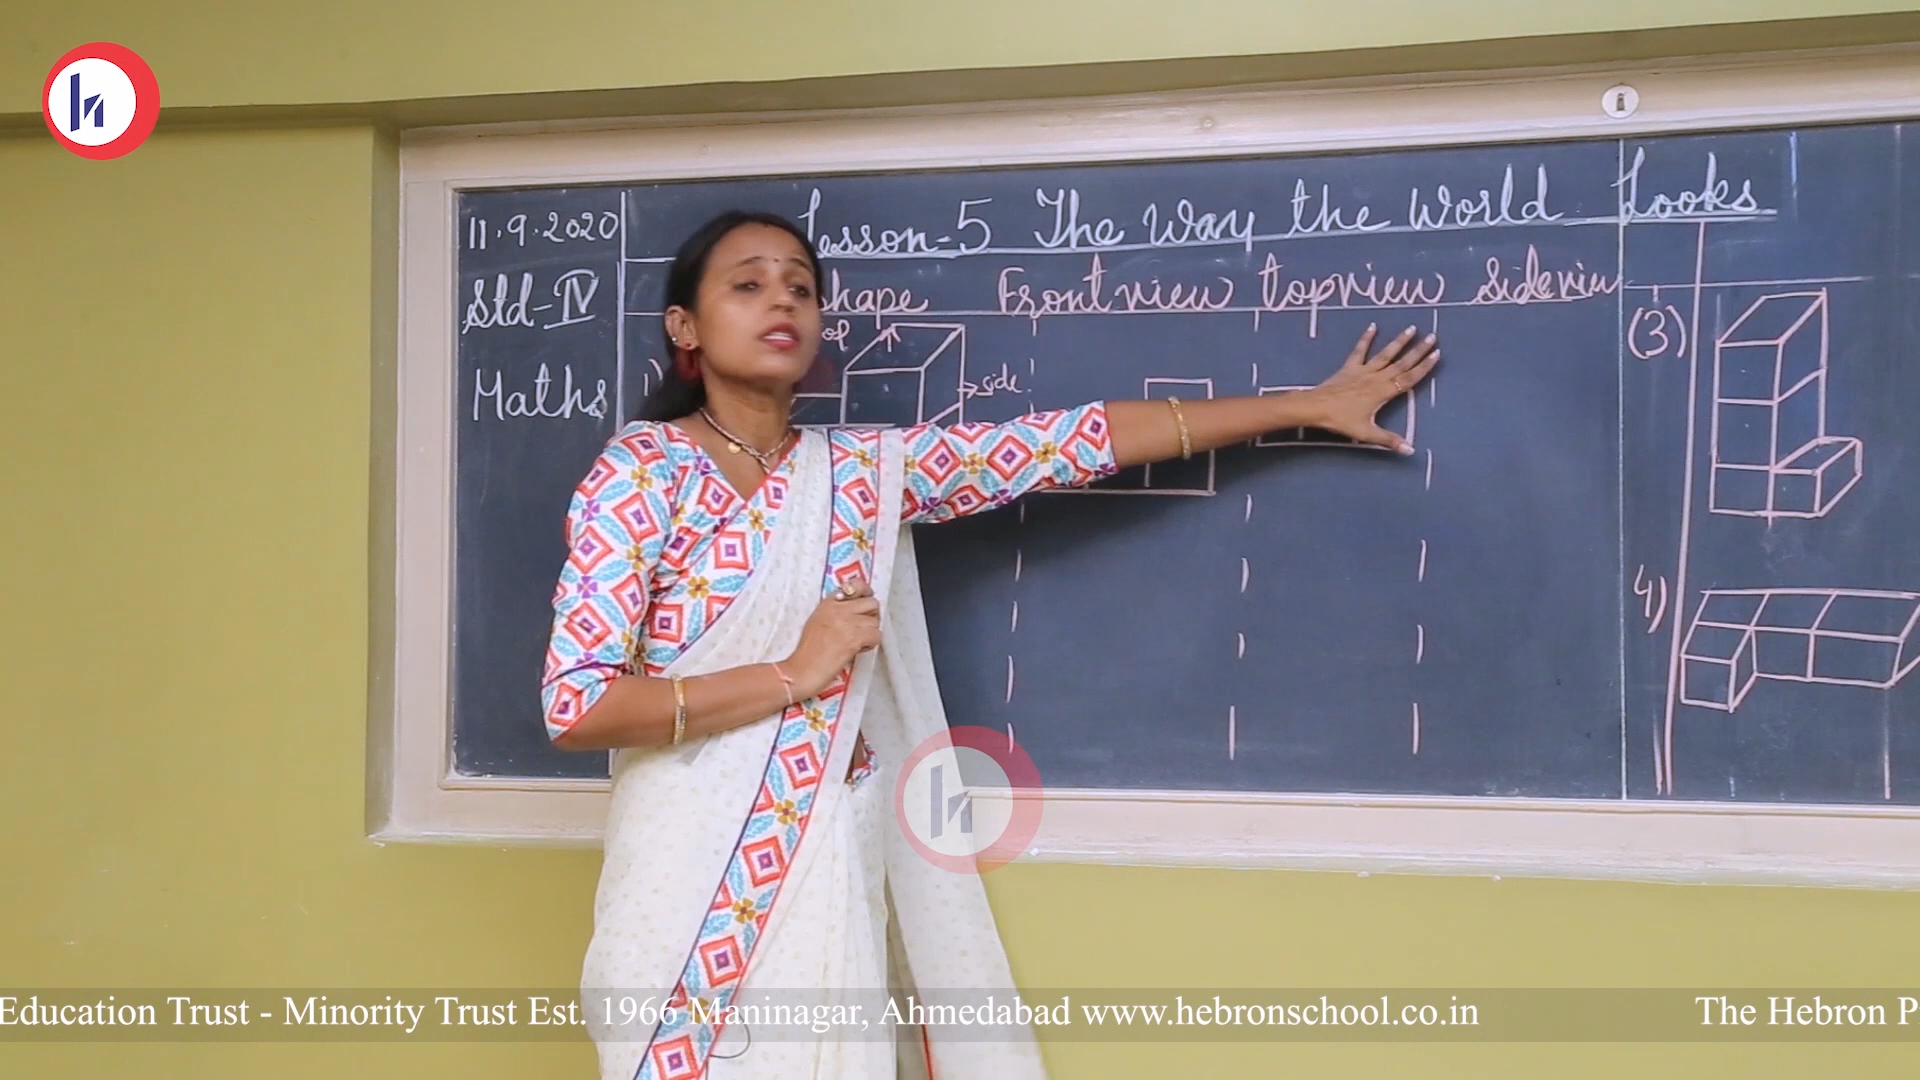 11.9.2020
Lesson-5 The Way the World Looks
Std-IV
shape Front view top view Side view
Maths
1)
side
(3)
4)
Education Trust - Minority Trust Est. 1966 Maninagar, Ahmedabad www.hebronschool.co.in
The Hebron P